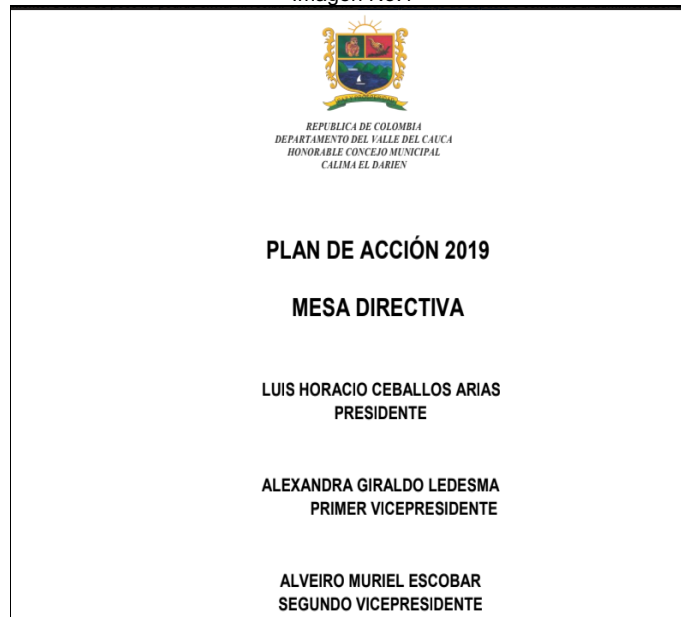 REPUBLICA DE COLOMBIA
DEPARTAMENTO DEL VALLE DEL CAUCA
HONORABLE CONCEJO MUNICIPAL
CALIMA EL DARIEN
PLAN DE ACCIÓN 2019
MESA DIRECTIVA
LUIS HORACIO CEBALLOS ARIAS
PRESIDENTE
ALEXANDRA GIRALDO LEDESMA
PRIMER VICEPRESIDENTE
ALVEIRO MURIEL ESCOBAR
SEGUNDO VICEPRESIDENTE